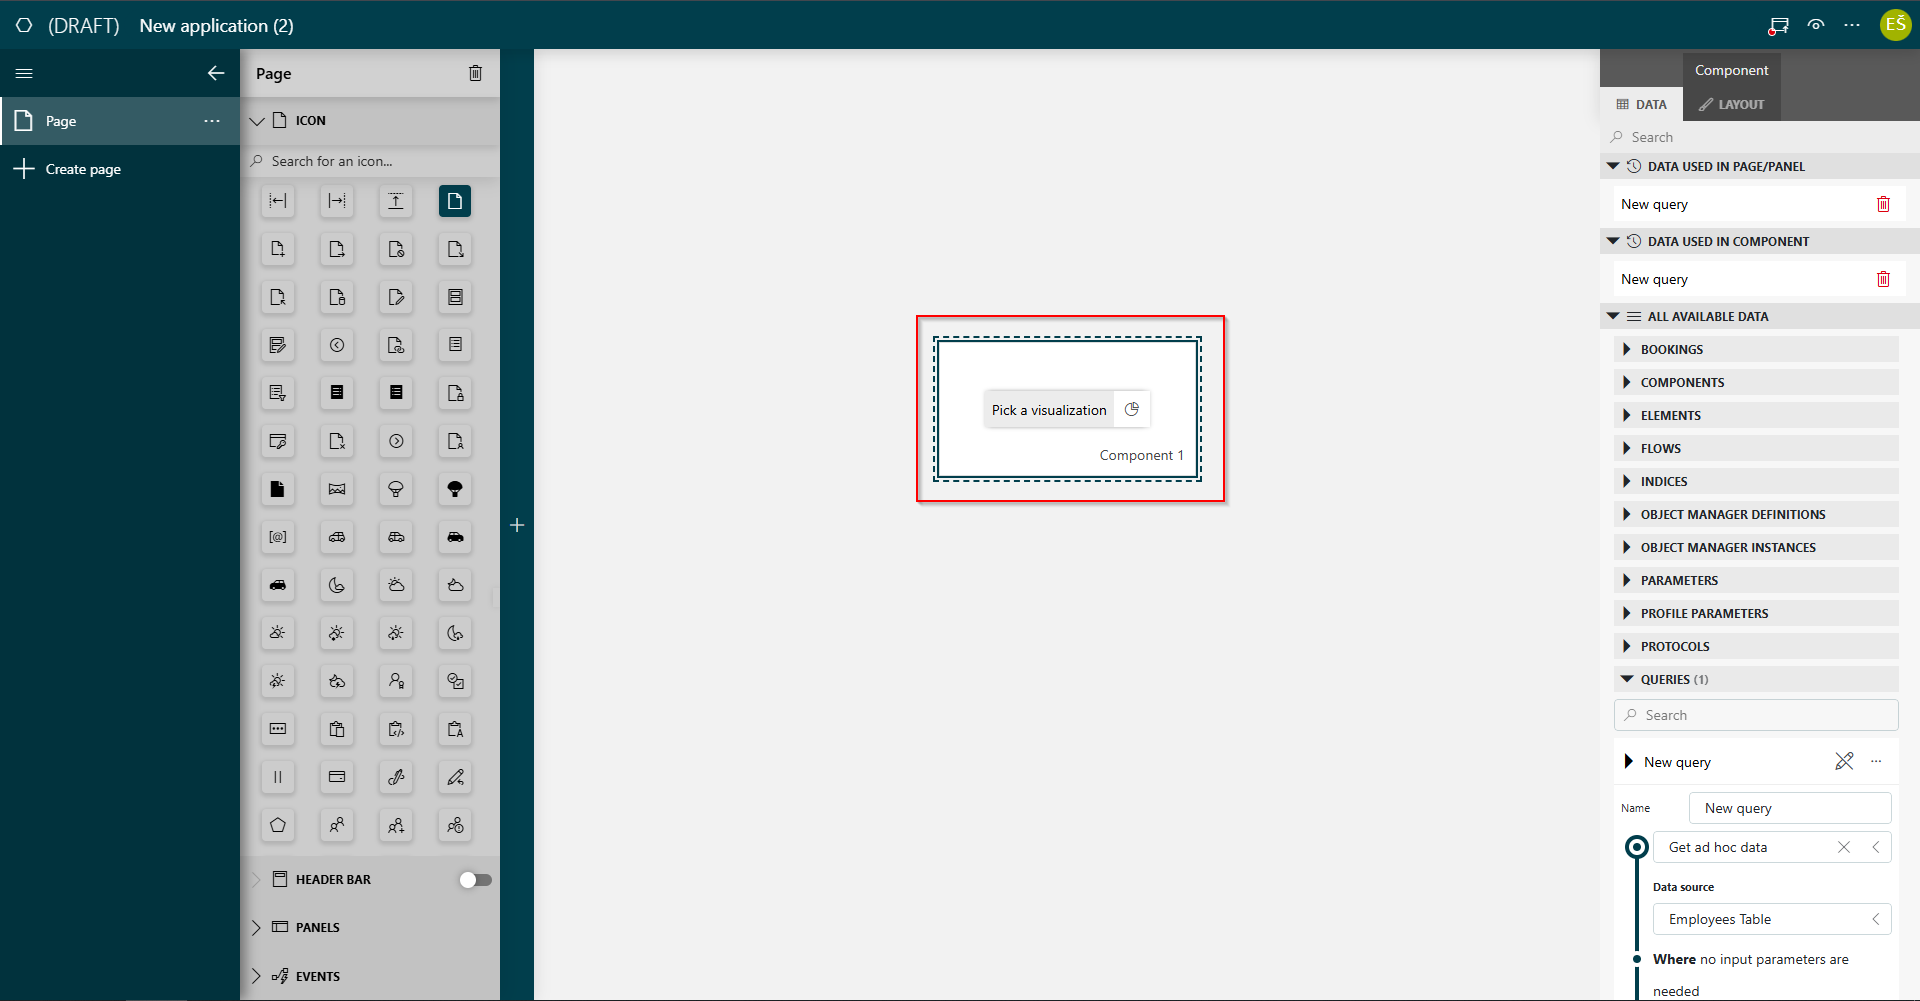 (DRAFT) New application (2)
EŠ
Page
Create page
Page
ICON
Search for an icon...
[@]
A
HEADER BAR
PANELS
EVENTS
Pick a visualization
Component 1
Component
DATA
LAYOUT
Search
DATA USED IN PAGE/PANEL
New query
DATA USED IN COMPONENT
New query
ALL AVAILABLE DATA
BOOKINGS
COMPONENTS
ELEMENTS
FLOWS
INDICES
OBJECT MANAGER DEFINITIONS
OBJECT MANAGER INSTANCES
PARAMETERS
PROFILE PARAMETERS
PROTOCOLS
QUERIES (1)
Search
New query
Name
New query
Get ad hoc data
Data source
Employees Table
Where no input parameters are
needed